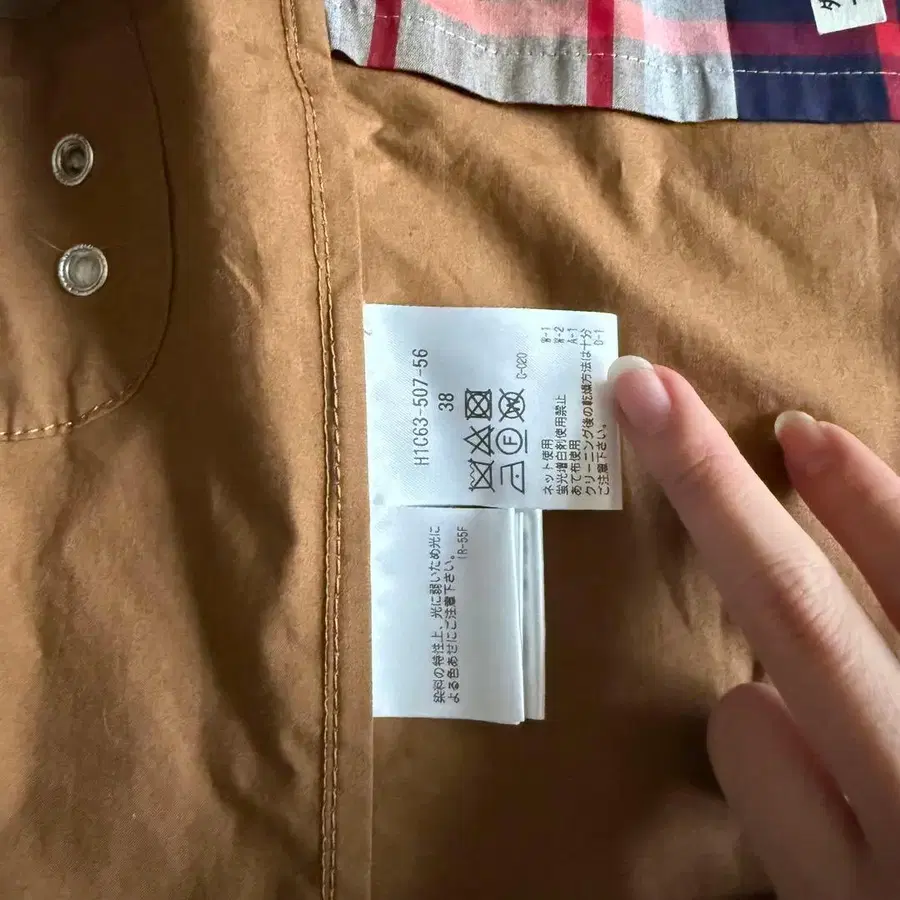 H1C63-507-56
38
C-020
ネット使用 W-1
蛍光増白剤使用禁止 W-2
あて布使用 A-1
クリーニング後の乾燥方法は十分
ご注意下さい。 D-1
染料の特性上、光に弱いため光に
よる色あせにご注意下さい。
IR-55F